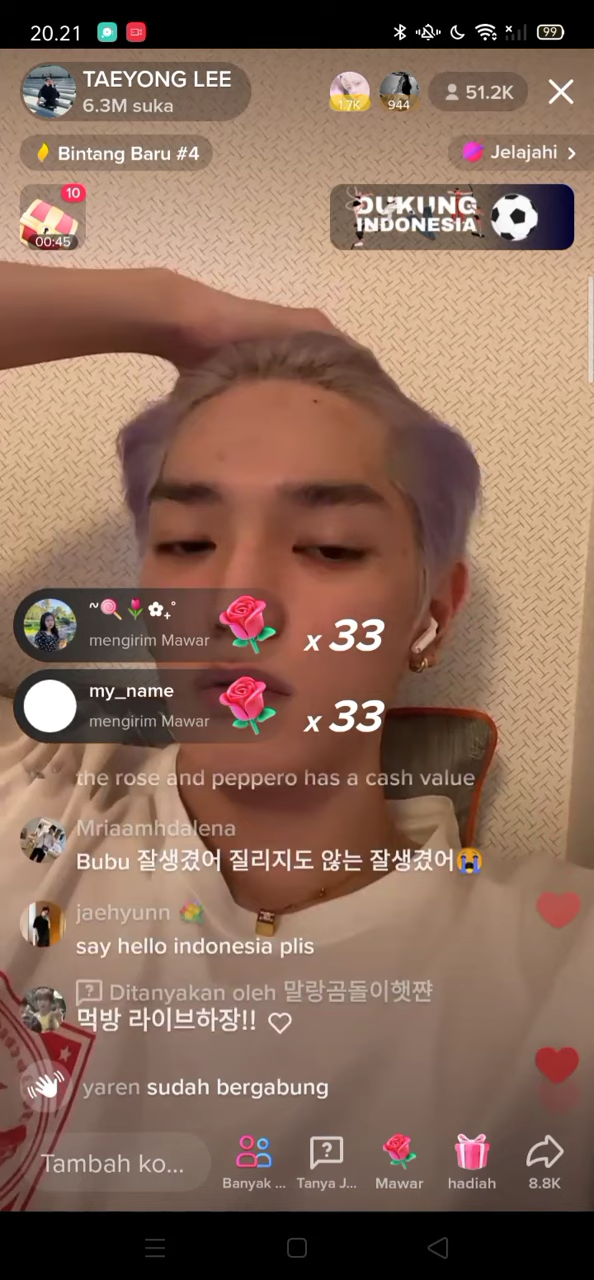 20.21
99
TAEYONG LEE
6.3M suka
1.7K
944
51.2K
Bintang Baru #4
Jelajahi
10
00:45
DUKUNG
INDONESIA
mengirim Mawar
x 33
my_name
mengirim Mawar
x 33
the rose and peppero has a cash value
Mriaamhdalena
Bubu 잘생겼어 질리지도 않는 잘생겼어😭
jaehyunn
say hello indonesia plis
Ditanyakan oleh 말랑곰돌이햇쨘
먹방 라이브하장!! ♡
yaren sudah bergabung
Tambah ko...
Banyak ...
Tanya J...
Mawar
hadiah
8.8K